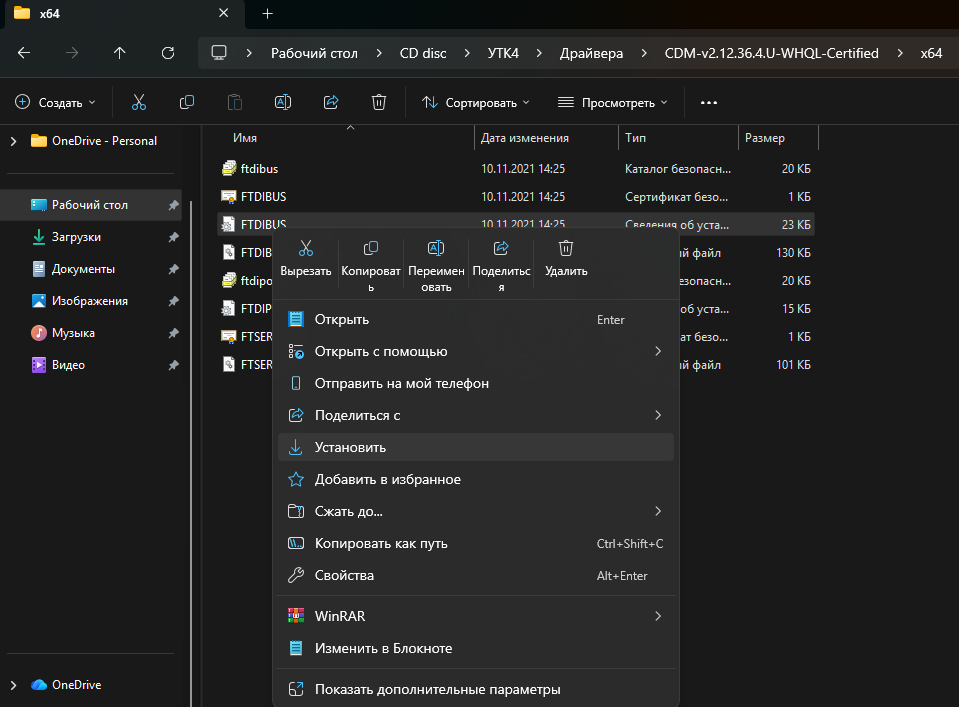 x64
Рабочий стол
CD disc
УТК4
Драйвера
CDM-v2.12.36.4.U-WHQL-Certified
x64
Создать
Сортировать
Просмотреть
OneDrive - Personal
Рабочий стол
Загрузки
Документы
Изображения
Музыка
Видео
OneDrive
Имя Дата изменения Тип Размер
ftdibus 10.11.2021 14:25 Каталог безопасн... 20 КБ
FTDIBUS 10.11.2021 14:25 Сертификат безо... 1 КБ
FTDIBUS 10.11.2021 14:25 Сведения об уста... 23 КБ
FTDIB й файл 130 КБ
ftdipo езопасн... 20 КБ
FTDIP об уста... 15 КБ
FTSER ат безо... 1 КБ
FTSER й файл 101 КБ
Вырезать
Копироват
ь
Переимен
овать
Поделитьс
я
Удалить
Открыть Enter
Открыть с помощью
Отправить на мой телефон
Поделиться с
Установить
Добавить в избранное
Сжать до...
Копировать как путь Ctrl+Shift+C
Свойства Alt+Enter
WinRAR
Изменить в Блокноте
Показать дополнительные параметры